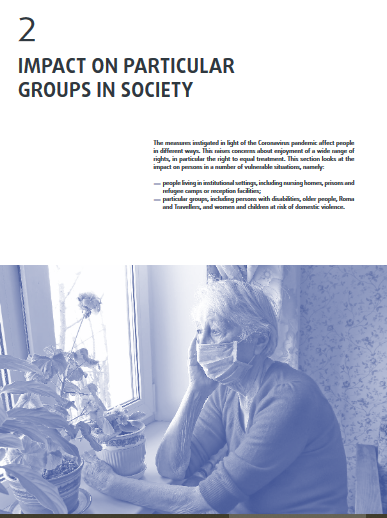 2
IMPACT ON PARTICULAR
GROUPS IN SOCIETY
The measures instigated in light of the Coronavirus pandemic affect people
in different ways. This raises concerns about enjoyment of a wide range of
rights, in particular the right to equal treatment. This section looks at the
impact on persons in a number of vulnerable situations, namely:
— people living in institutional settings, including nursing homes, prisons and
refugee camps or reception facilities;
— particular groups, including persons with disabilities, older people, Roma
and Travellers, and women and children at risk of domestic violence.